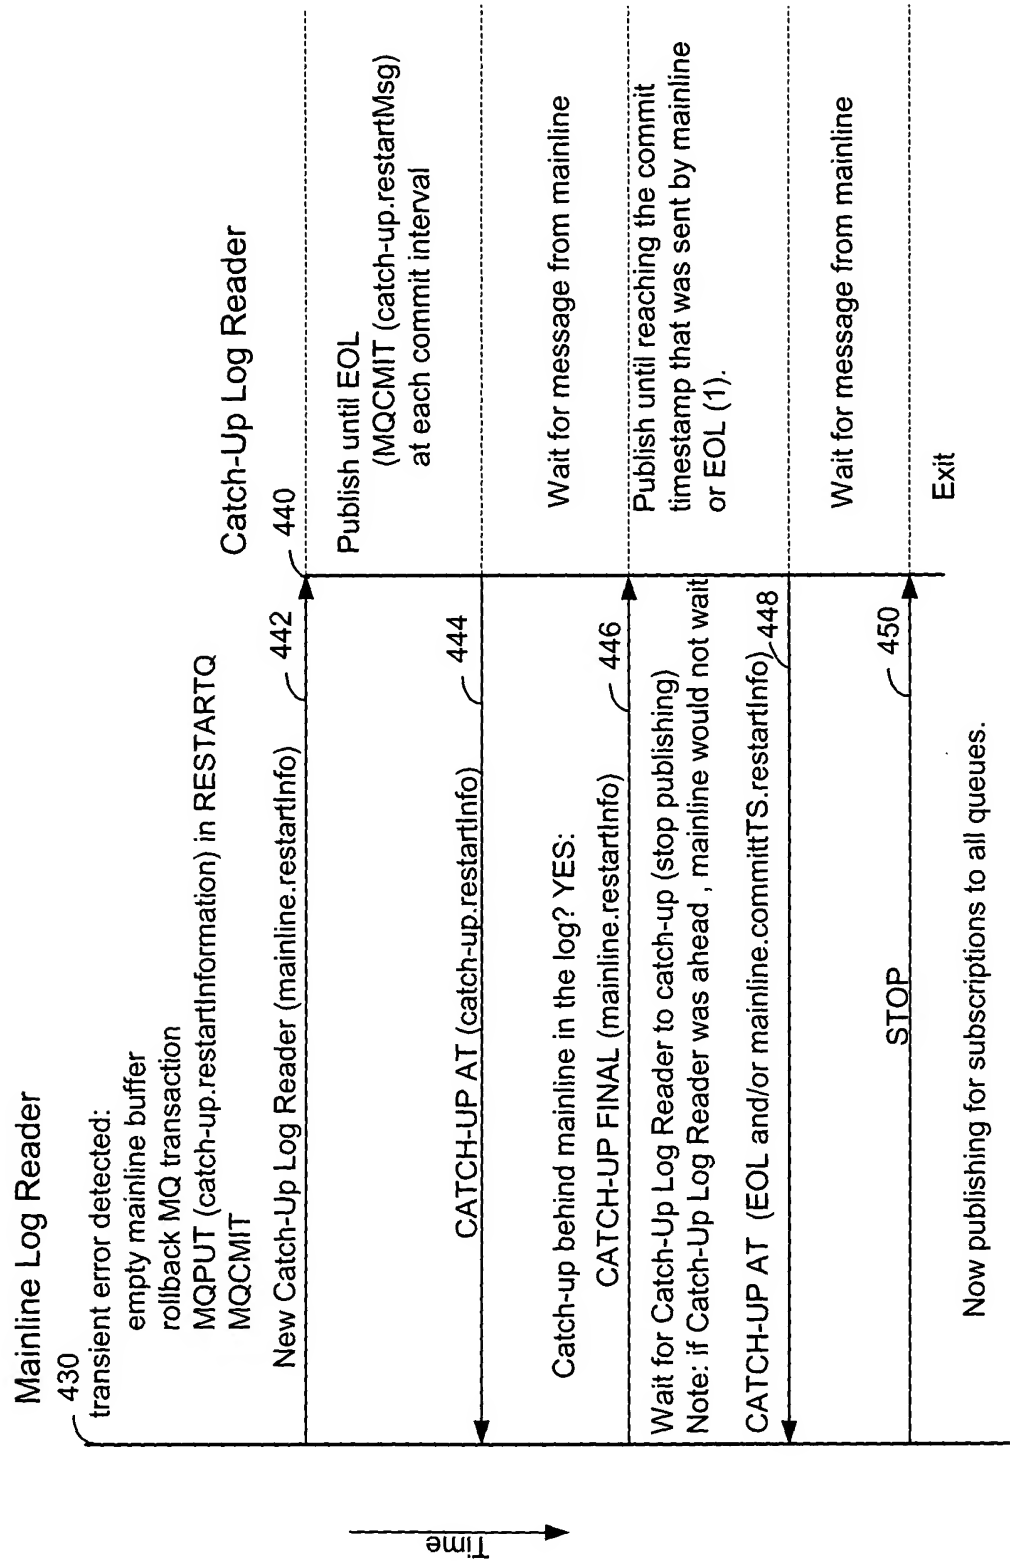 Mainline Log Reader
Catch-Up Log Reader
430
transient error detected:
empty mainline buffer
rollback MQ transaction
MQPUT (catch-up.restartInformation) in RESTARTQ
MQCMIT
440
New Catch-Up Log Reader (mainline.restartInfo)
442
Publish until EOL
(MQCMIT (catch-up.restartMsg)
at each commit interval
CATCH-UP AT (catch-up.restartInfo)
444
Wait for message from mainline
Catch-up behind mainline in the log? YES:
CATCH-UP FINAL (mainline.restartInfo)
446
Publish until reaching the commit
timestamp that was sent by mainline
or EOL (1).
Wait for Catch-Up Log Reader to catch-up (stop publishing)
Note: if Catch-Up Log Reader was ahead , mainline would not wait
CATCH-UP AT (EOL and/or mainline.committTS.restartInfo)
448
Wait for message from mainline
STOP
450
Exit
Now publishing for subscriptions to all queues.
Time